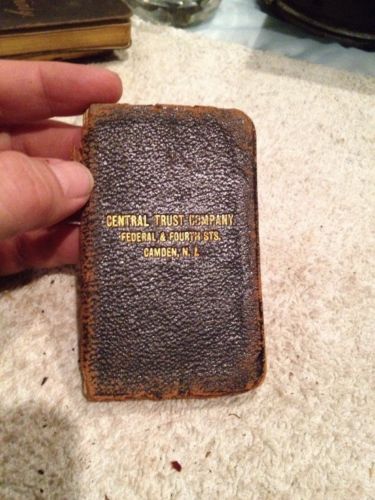 CENTRAL TRUST COMPANY
FEDERAL & FOURTH STS.
CAMDEN, N. J.